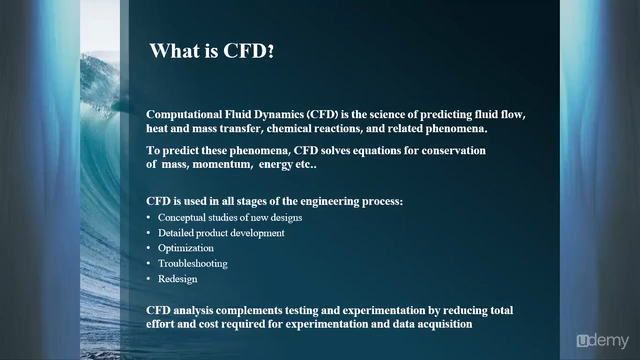 What is CFD?
Computational Fluid Dynamics (CFD) is the science of predicting fluid flow,
heat and mass transfer, chemical reactions, and related phenomena.
To predict these phenomena, CFD solves equations for conservation
of mass, momentum, energy etc..
CFD is used in all stages of the engineering process:
• Conceptual studies of new designs
• Detailed product development
• Optimization
• Troubleshooting
• Redesign
CFD analysis complements testing and experimentation by reducing total
effort and cost required for experimentation and data acquisition
udemy